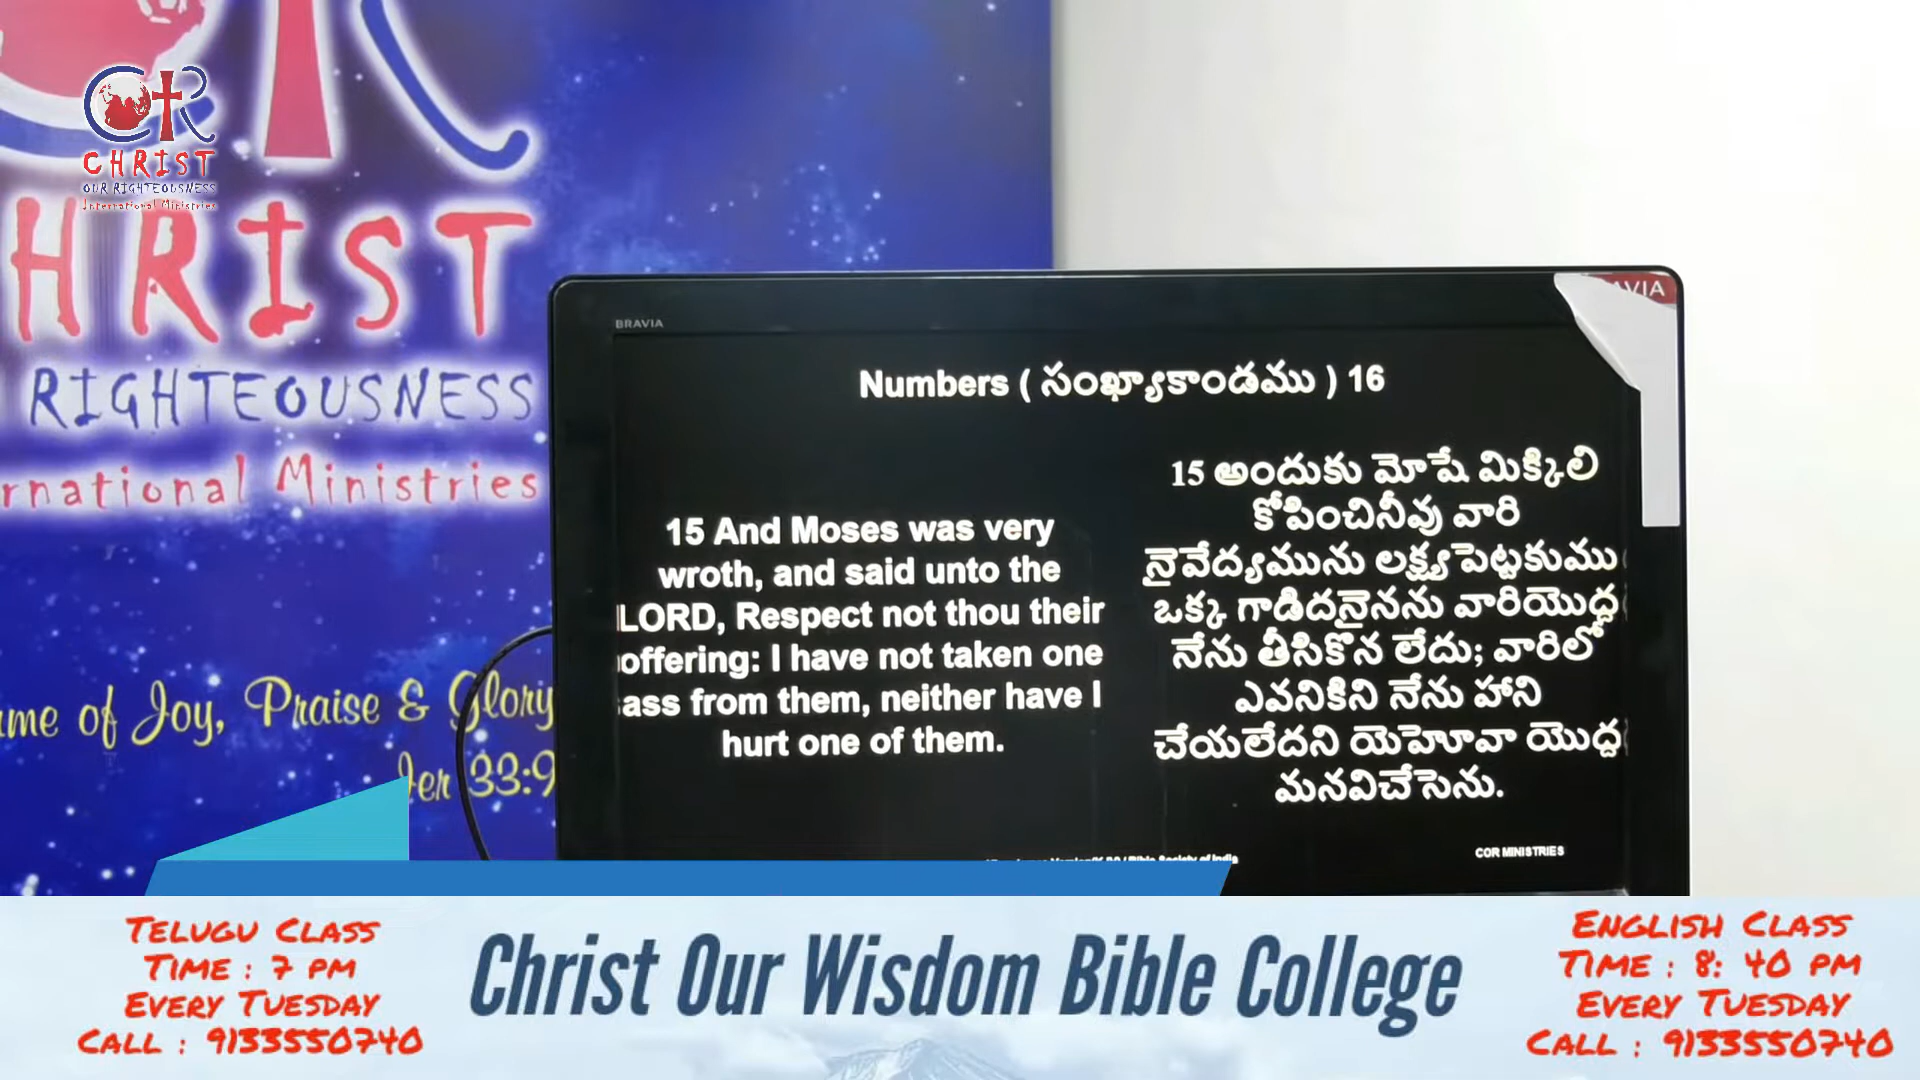 CHRIST
OUR RIGHTEOUSNESS
International Ministries
HRIST
RIGHTEOUSNESS
Ministries
of Joy, Praise & Glory
Jer 33:9
BRAVIA
Numbers ( సంఖ్యాకాండము ) 16
15 And Moses was very
wroth, and said unto the
LORD, Respect not thou their
offering: I have not taken one
ass from them, neither have I
hurt one of them.
15 అందుకు మోషే మిక్కిలి
కోపించినీవు వారి
నైవేద్యమును లక్ష్యపెట్టకుము
ఒక్క గాడిదనైనను వారియొద్ద
నేను తీసికొన లేదు; వారిలో
ఎవనికిని నేను హాని
చేయలేదని యెహోవా యొద్ద
మనవిచేసెను.
Bible Society of India
COR MINISTRIES
TELUGU CLASS
TIME : 7 PM
EVERY TUESDAY
CALL : 9133550740
Christ Our Wisdom Bible College
ENGLISH CLASS
TIME : 8: 40 PM
EVERY TUESDAY
CALL : 9133550740